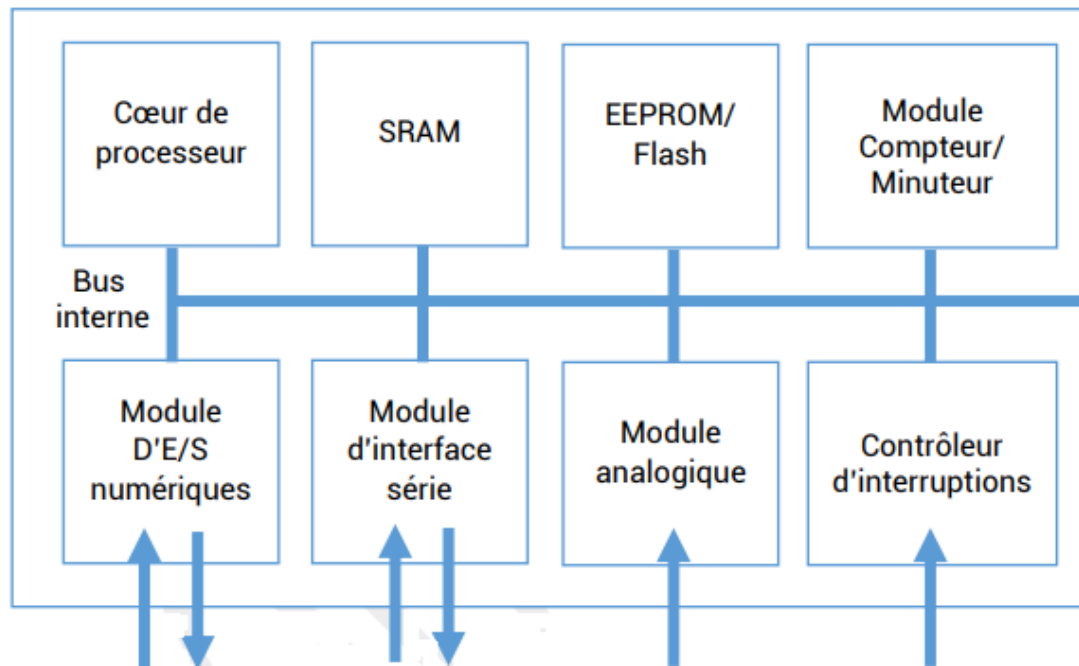 Cœur de
processeur
SRAM
EEPROM/
Flash
Module
Compteur/
Minuteur
Bus
interne
Module
D'E/S
numériques
Module
d'interface
série
Module
analogique
Contrôleur
d'interruptions